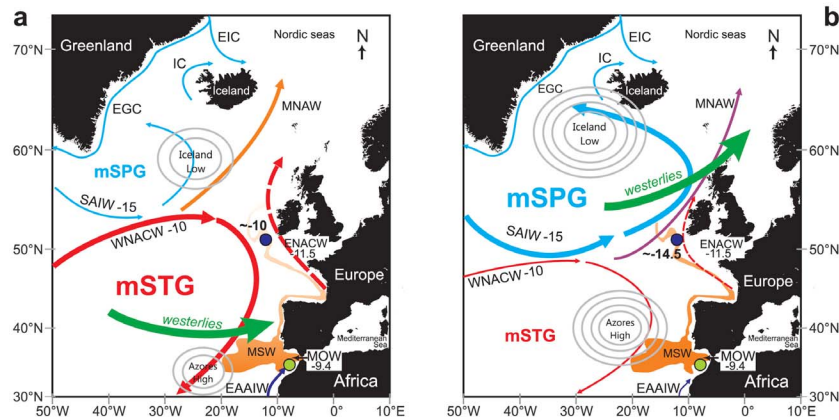 a
Greenland
EIC
Nordic seas
N
70°N
IC
Iceland
EGC
MNAW
60°N
Iceland
Low
mSPG
SAIW -15
~-10
WNACW -10
50°N
ENACW
-11.5
mSTG
Europe
westerlies
40°N
Mediterranean
Sea
MSW
MOW
-9.4
Azores
High
EAAIW
Africa
30°N
50°W
40°W
30°W
20°W
10°W
0°W
10°E
b
Greenland
EIC
Nordic seas
N
70°N
IC
Iceland
EGC
MNAW
Iceland
Low
60°N
westerlies
mSPG
SAIW -15
50°N
ENACW
-11.5
~-14.5
WNACW -10
Europe
mSTG
Azores
High
40°N
Mediterranean
Sea
MSW
MOW
-9.4
EAAIW
Africa
30°N
50°W
40°W
30°W
20°W
10°W
0°W
10°E